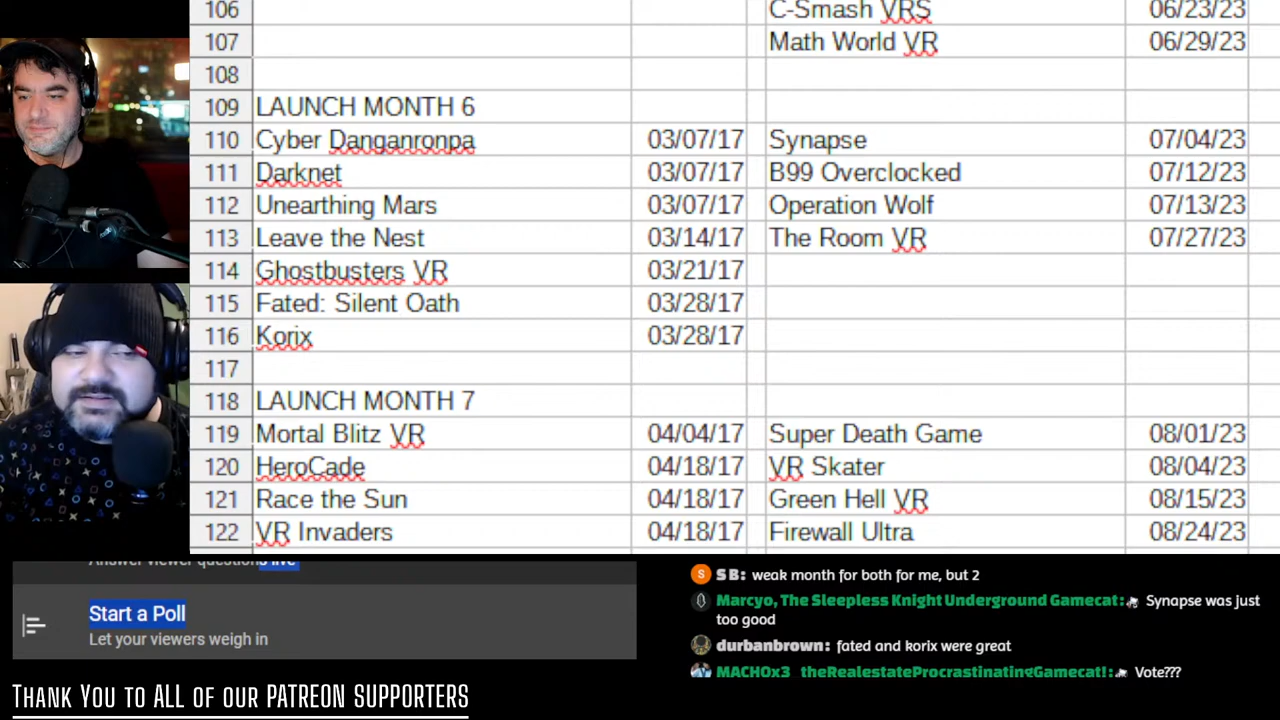 106 C-Smash VRS 06/23/23
107 Math World VR 06/29/23
108
109 LAUNCH MONTH 6
110 Cyber Danganronpa 03/07/17 Synapse 07/04/23
111 Darknet 03/07/17 B99 Overclocked 07/12/23
112 Unearthing Mars 03/07/17 Operation Wolf 07/13/23
113 Leave the Nest 03/14/17 The Room VR 07/27/23
114 Ghostbusters VR 03/21/17
115 Fated: Silent Oath 03/28/17
116 Korix 03/28/17
117
118 LAUNCH MONTH 7
119 Mortal Blitz VR 04/04/17 Super Death Game 08/01/23
120 HeroCade 04/18/17 VR Skater 08/04/23
121 Race the Sun 04/18/17 Green Hell VR 08/15/23
122 VR Invaders 04/18/17 Firewall Ultra 08/24/23
Answer viewer questions live
Start a Poll
Let your viewers weigh in
S B: weak month for both for me, but 2
Marcyo, The Sleepless Knight Underground Gamecat: Synapse was just
too good
durbanbrown: fated and korix were great
MACHOx3 theRealestateProcrastinatingGamecat!: Vote???
THANK YOU TO ALL OF OUR PATREON SUPPORTERS